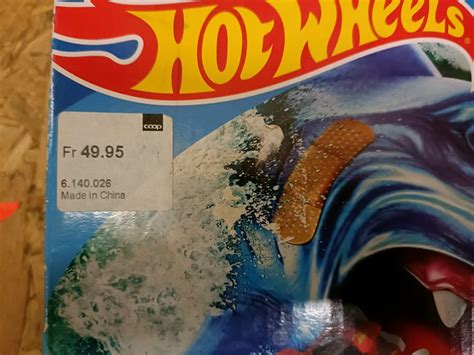 HOT WHEELS
coop
Fr 49.95
6.140.026
Made in China